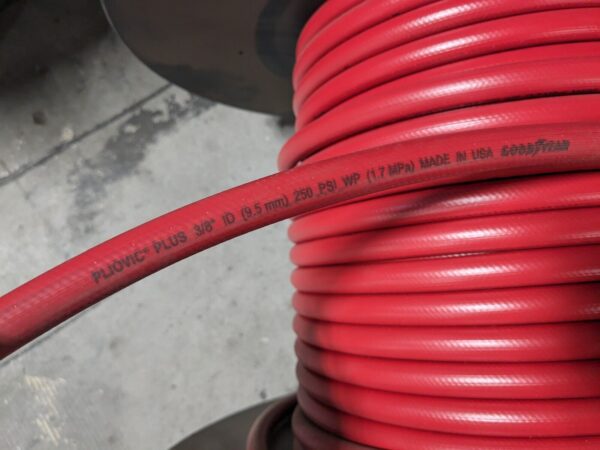 PLIOVIC® PLUS 3/8" ID (9.5 mm) 250 PSI WP (1.7 MPa) MADE IN USA GOODYEAR